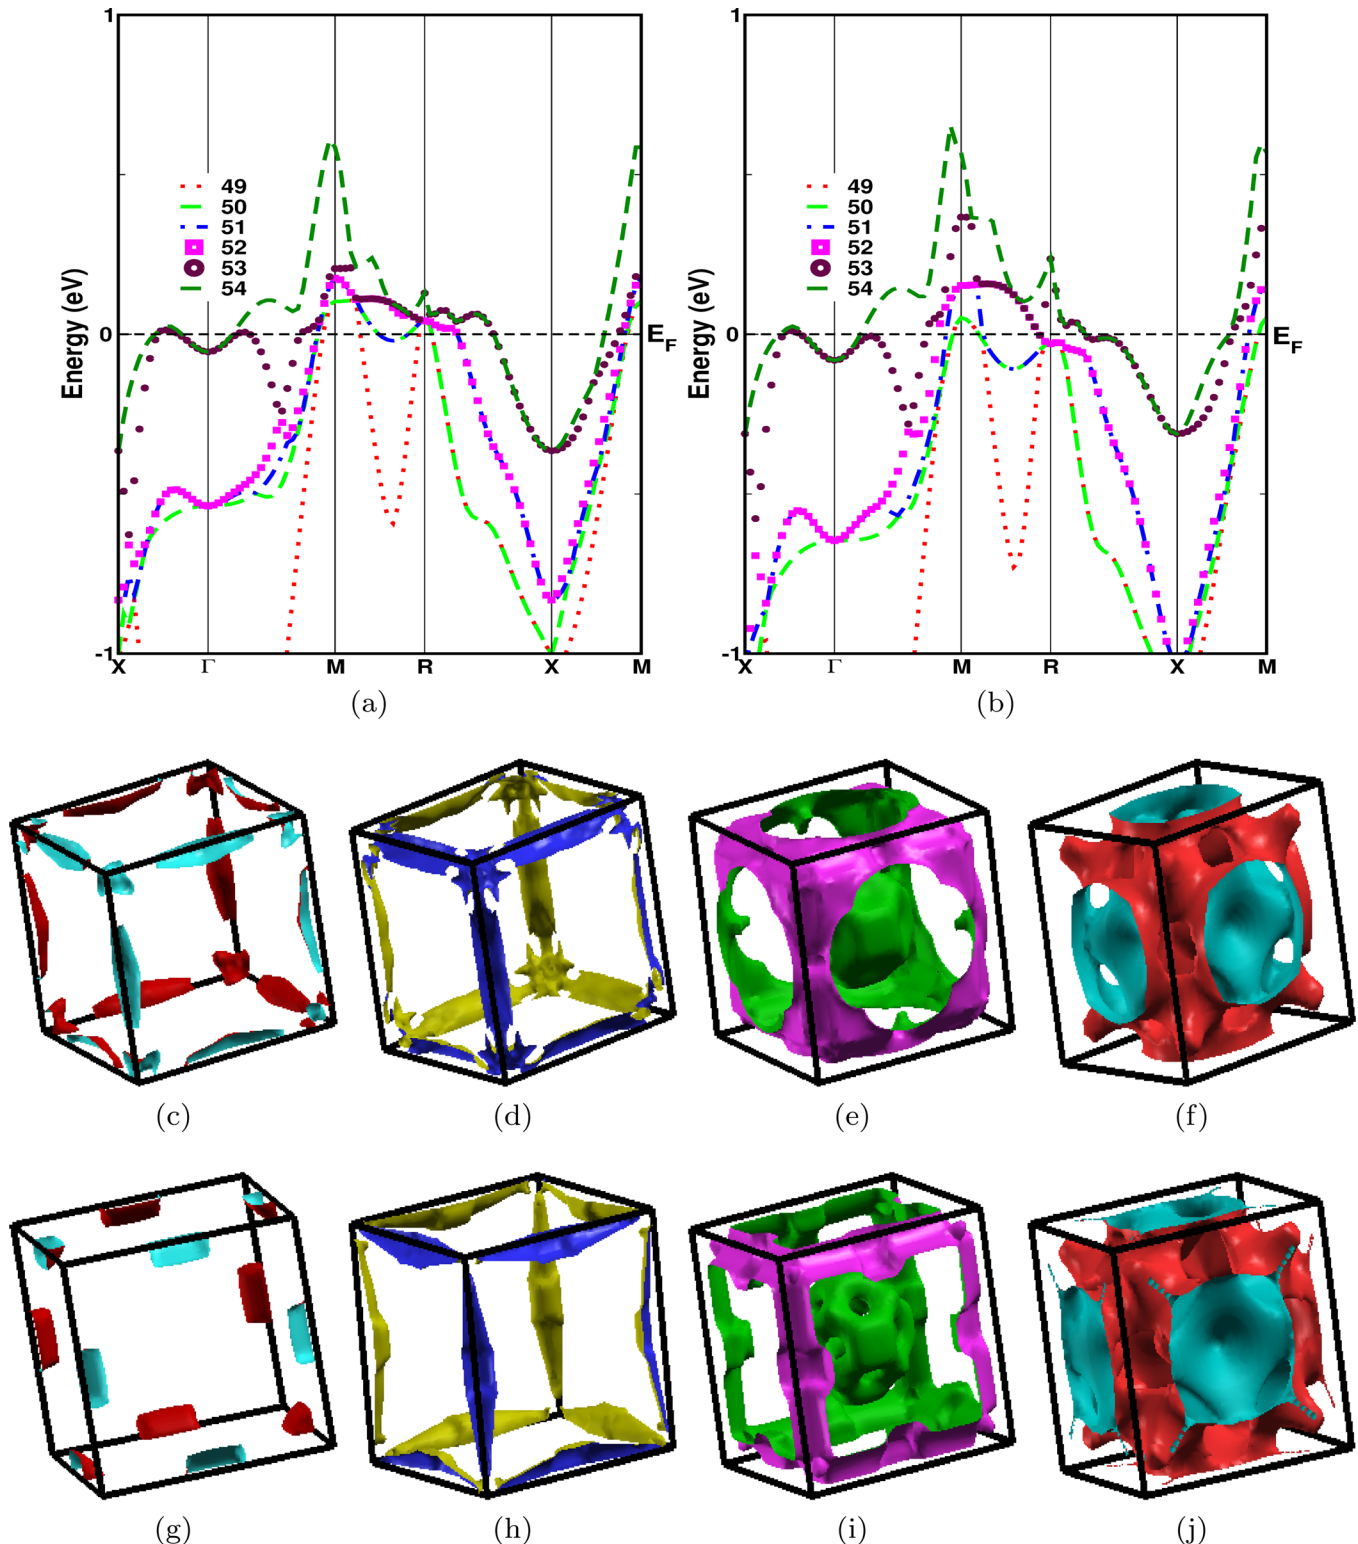 1
Energy (eV)
49
50
51
52
53
54
0
E_F
-1
X Γ M R X M
(a)
1
Energy (eV)
49
50
51
52
53
54
0
E_F
-1
X Γ M R X M
(b)
(c) (d) (e) (f)
(g) (h) (i) (j)